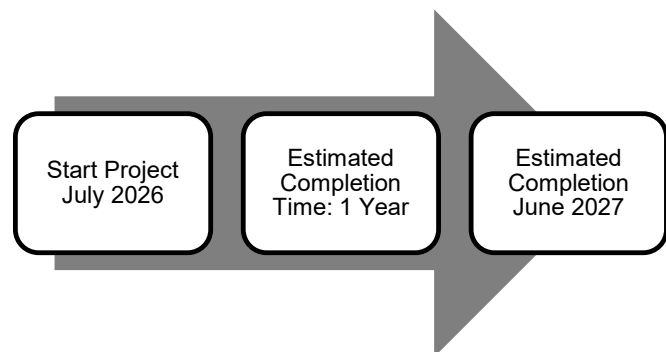 Start Project
July 2026
Estimated
Completion
Time: 1 Year
Estimated
Completion
June 2027